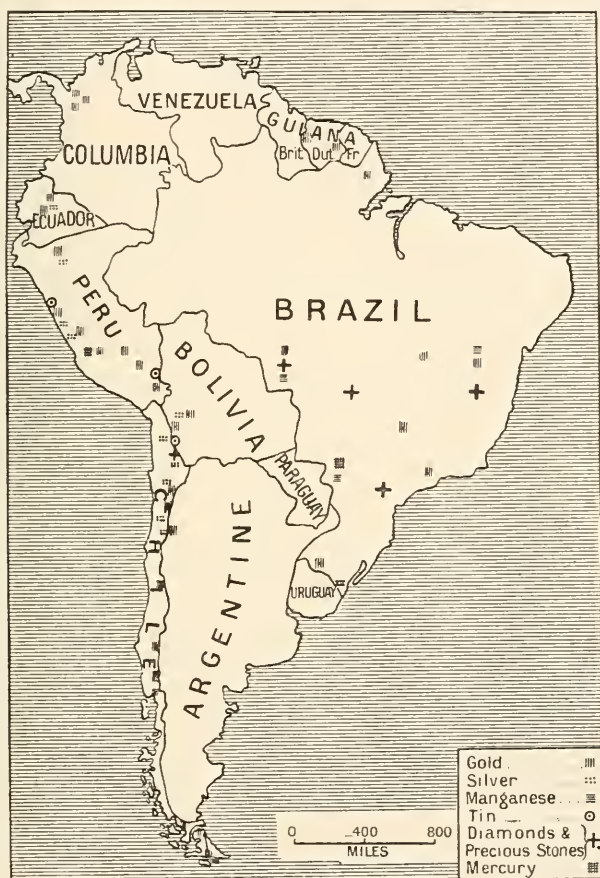 VENEZUELA
GUIANA
Brit Dut Fr
COLUMBIA
ECUADOR
PERU
BRAZIL
BOLIVIA
PARAGUAY
CHILE
ARGENTINE
URUGUAY
Gold
Silver
Manganese...
Tin
Diamonds &
Precious Stones
Mercury
0 400 800
MILES